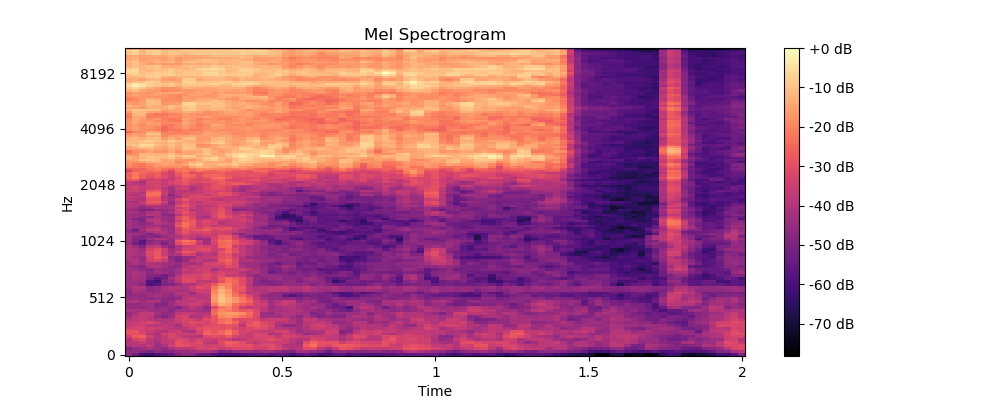 Mel Spectrogram
Hz
8192
4096
2048
1024
512
0
0 0.5 1 1.5 2
Time
+0 dB
-10 dB
-20 dB
-30 dB
-40 dB
-50 dB
-60 dB
-70 dB